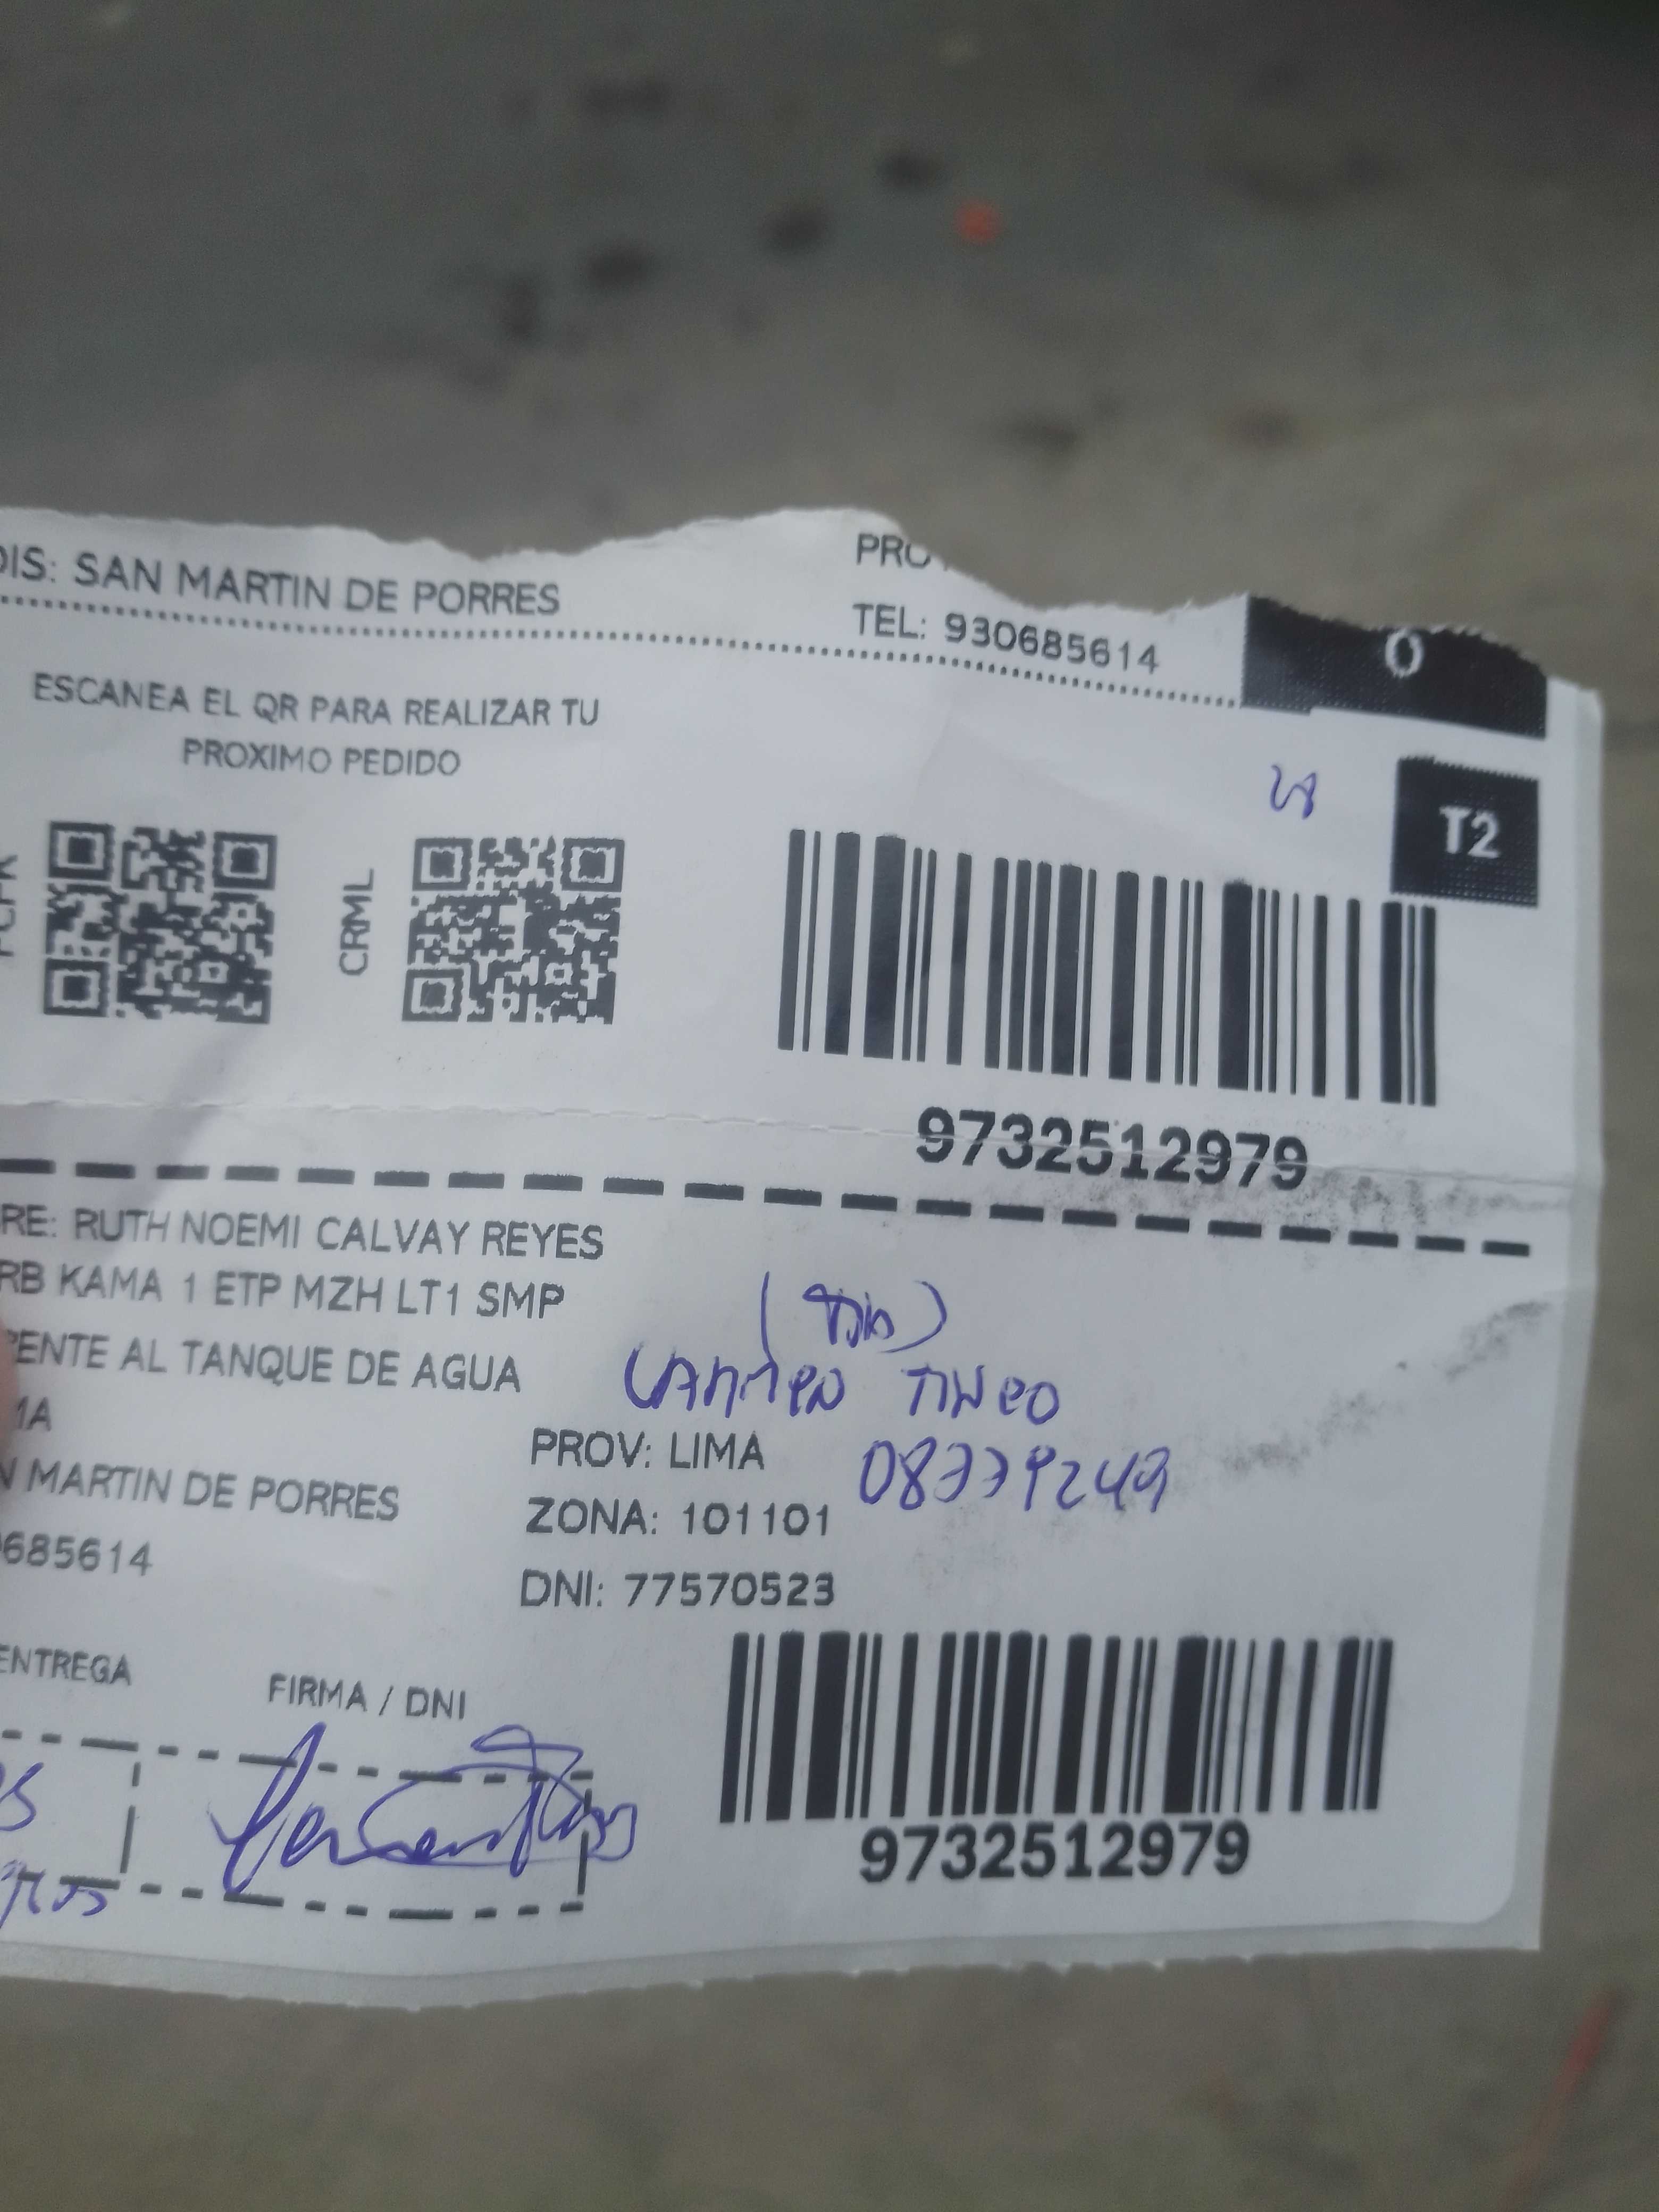 DIS: SAN MARTIN DE PORRES
TEL: 930685614
O
ESCANEA EL QR PARA REALIZAR TU
PROXIMO PEDIDO
T2
CRML
9732512979
RE: RUTH NOEMI CALVAY REYES
RB KAMA 1 ETP MZH LT1 SMP
ENTE AL TANQUE DE AGUA
CARMEN TINEO
MA
PROV: LIMA
N MARTIN DE PORRES
ZONA: 101101
685614
DNI: 77570523
ENTREGA
FIRMA / DNI
9732512979